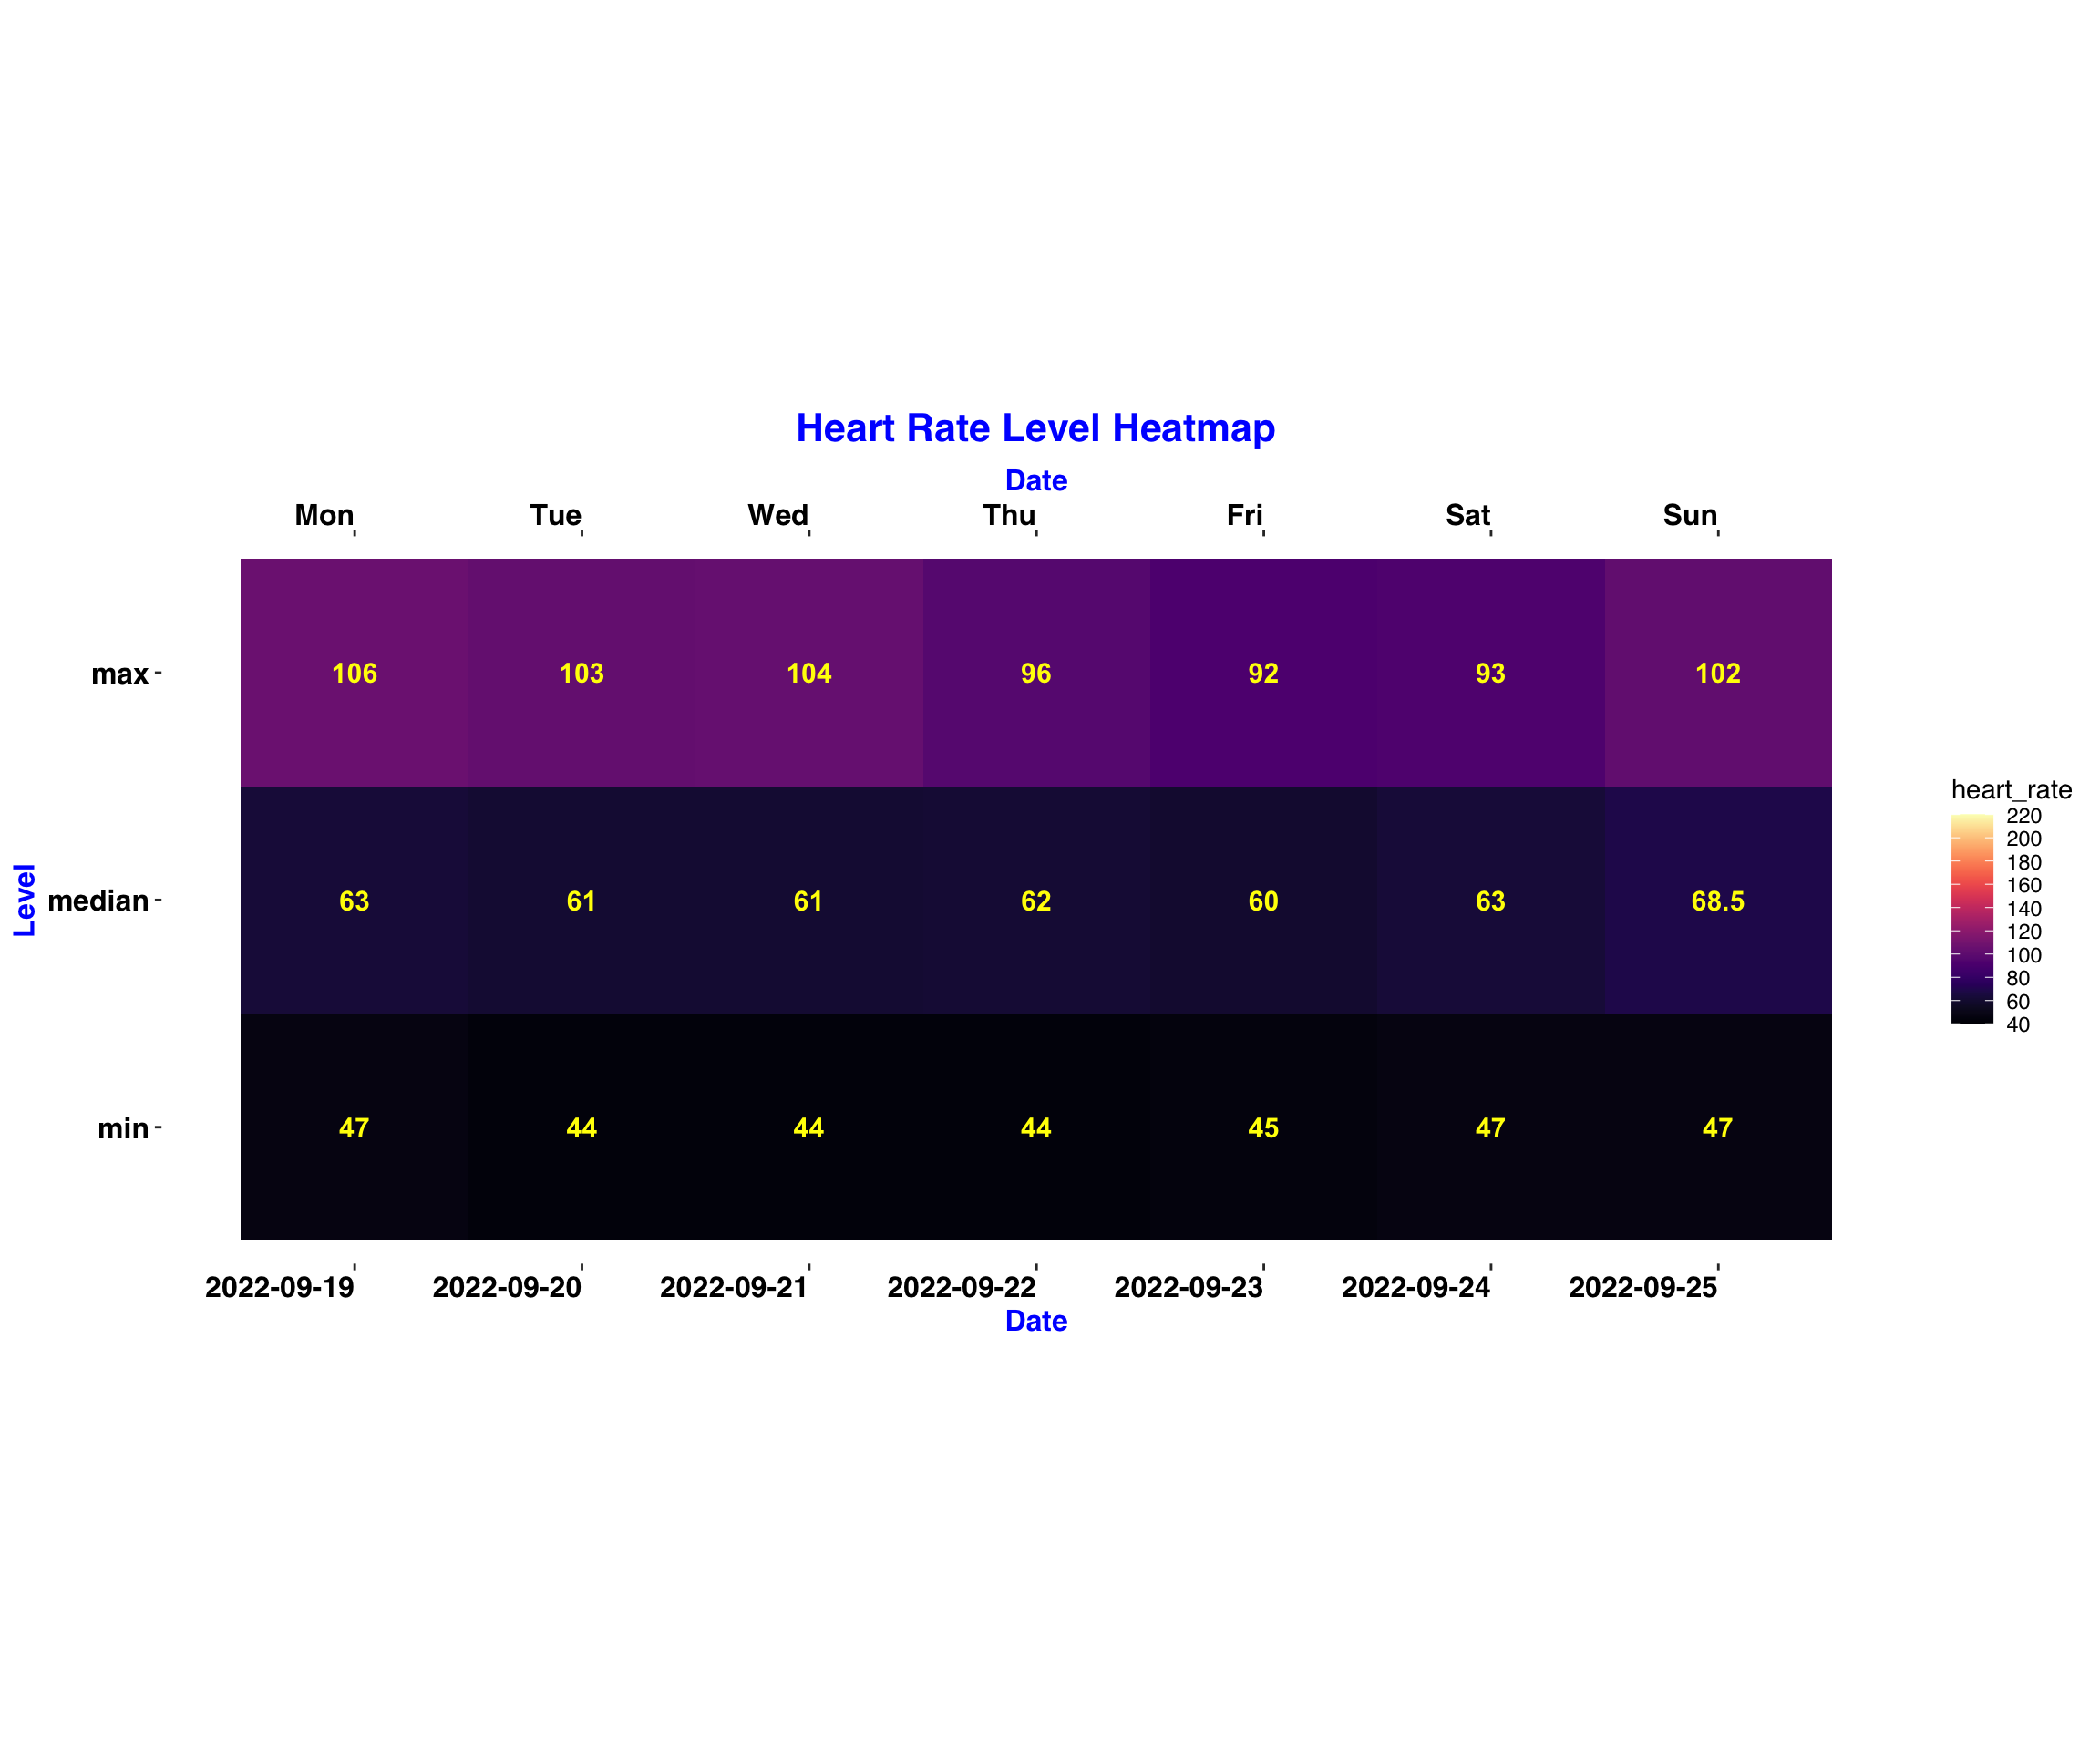 Heart Rate Level Heatmap
Date
Mon Tue Wed Thu Fri Sat Sun
max 106 103 104 96 92 93 102
Level
median 63 61 61 62 60 63 68.5
min 47 44 44 44 45 47 47
2022-09-19 2022-09-20 2022-09-21 2022-09-22 2022-09-23 2022-09-24 2022-09-25
Date
heart_rate
220
200
180
160
140
120
100
80
60
40